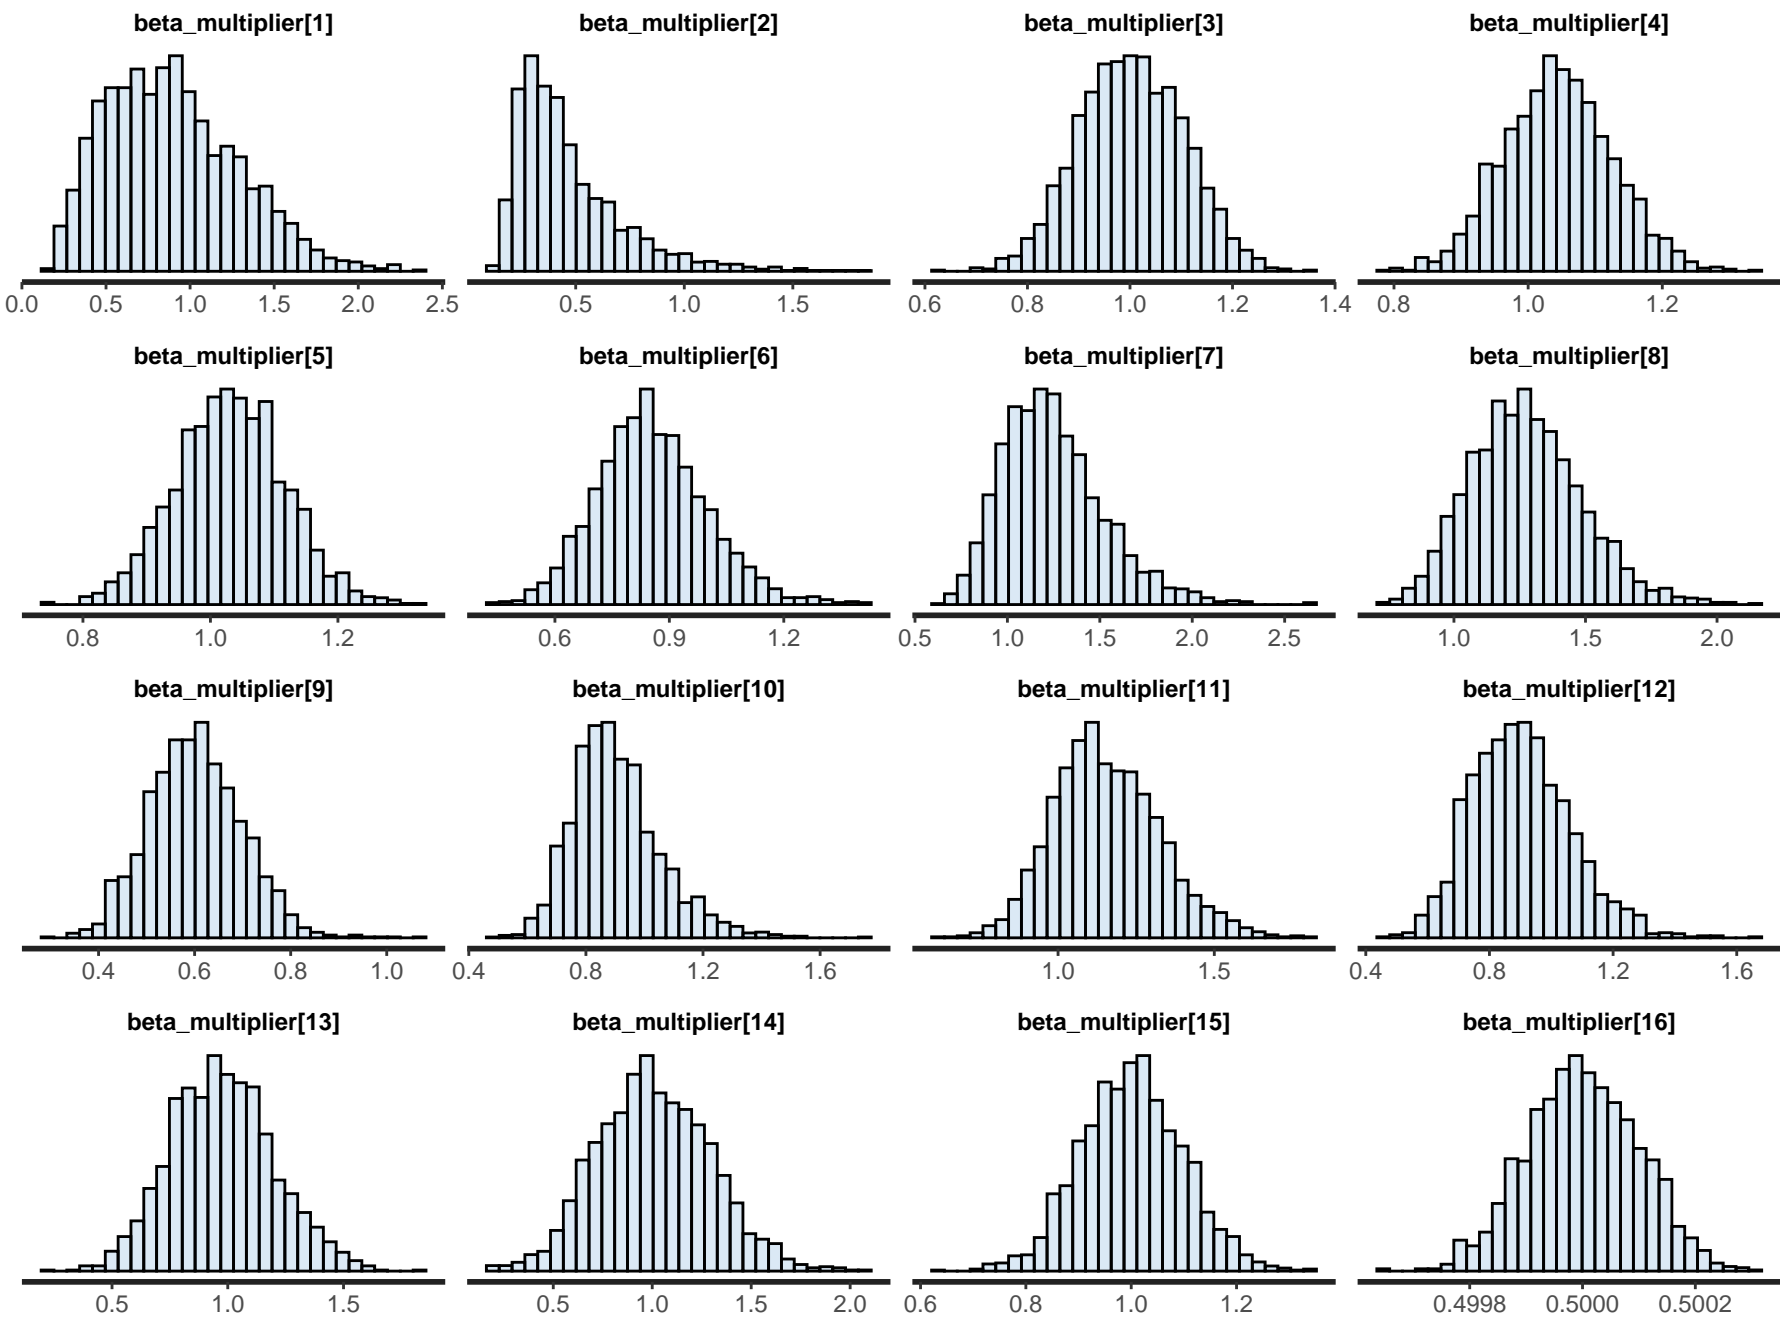 beta_multiplier[1] beta_multiplier[2] beta_multiplier[3] beta_multiplier[4]
0.0 0.5 1.0 1.5 2.0 2.5 0.5 1.0 1.5 0.6 0.8 1.0 1.2 1.4 0.8 1.0 1.2
beta_multiplier[5] beta_multiplier[6] beta_multiplier[7] beta_multiplier[8]
0.8 1.0 1.2 0.6 0.9 1.2 0.5 1.0 1.5 2.0 2.5 1.0 1.5 2.0
beta_multiplier[9] beta_multiplier[10] beta_multiplier[11] beta_multiplier[12]
0.4 0.6 0.8 1.0 0.4 0.8 1.2 1.6 1.0 1.5 0.4 0.8 1.2 1.6
beta_multiplier[13] beta_multiplier[14] beta_multiplier[15] beta_multiplier[16]
0.5 1.0 1.5 0.5 1.0 1.5 2.0 0.6 0.8 1.0 1.2 0.4998 0.5000 0.5002